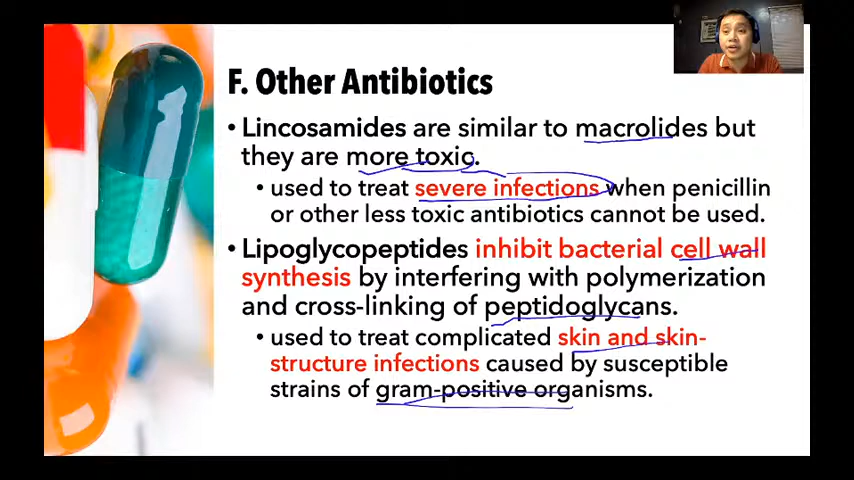 F. Other Antibiotics
• Lincosamides are similar to macrolides but
they are more toxic.
• used to treat severe infections when penicillin
or other less toxic antibiotics cannot be used.
• Lipoglycopeptides inhibit bacterial cell wall
synthesis by interfering with polymerization
and cross-linking of peptidoglycans.
• used to treat complicated skin and skin-
structure infections caused by susceptible
strains of gram-positive organisms.